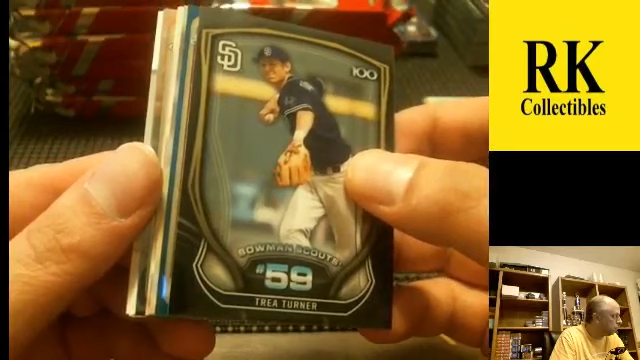 RK
Collectibles
SD
100
BOWMAN SCOUTS'
#59
TREA TURNER